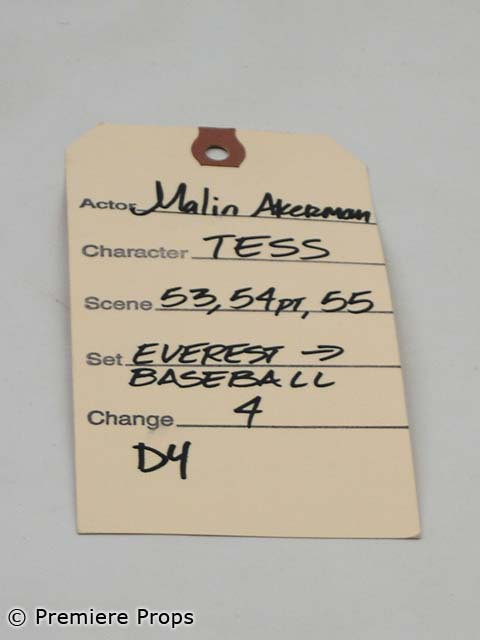 Actor Malin Akerman
Character TESS
Scene 53, 54pt, 55
Set EVEREST →
BASEBALL
Change 4
D4
© Premiere Props